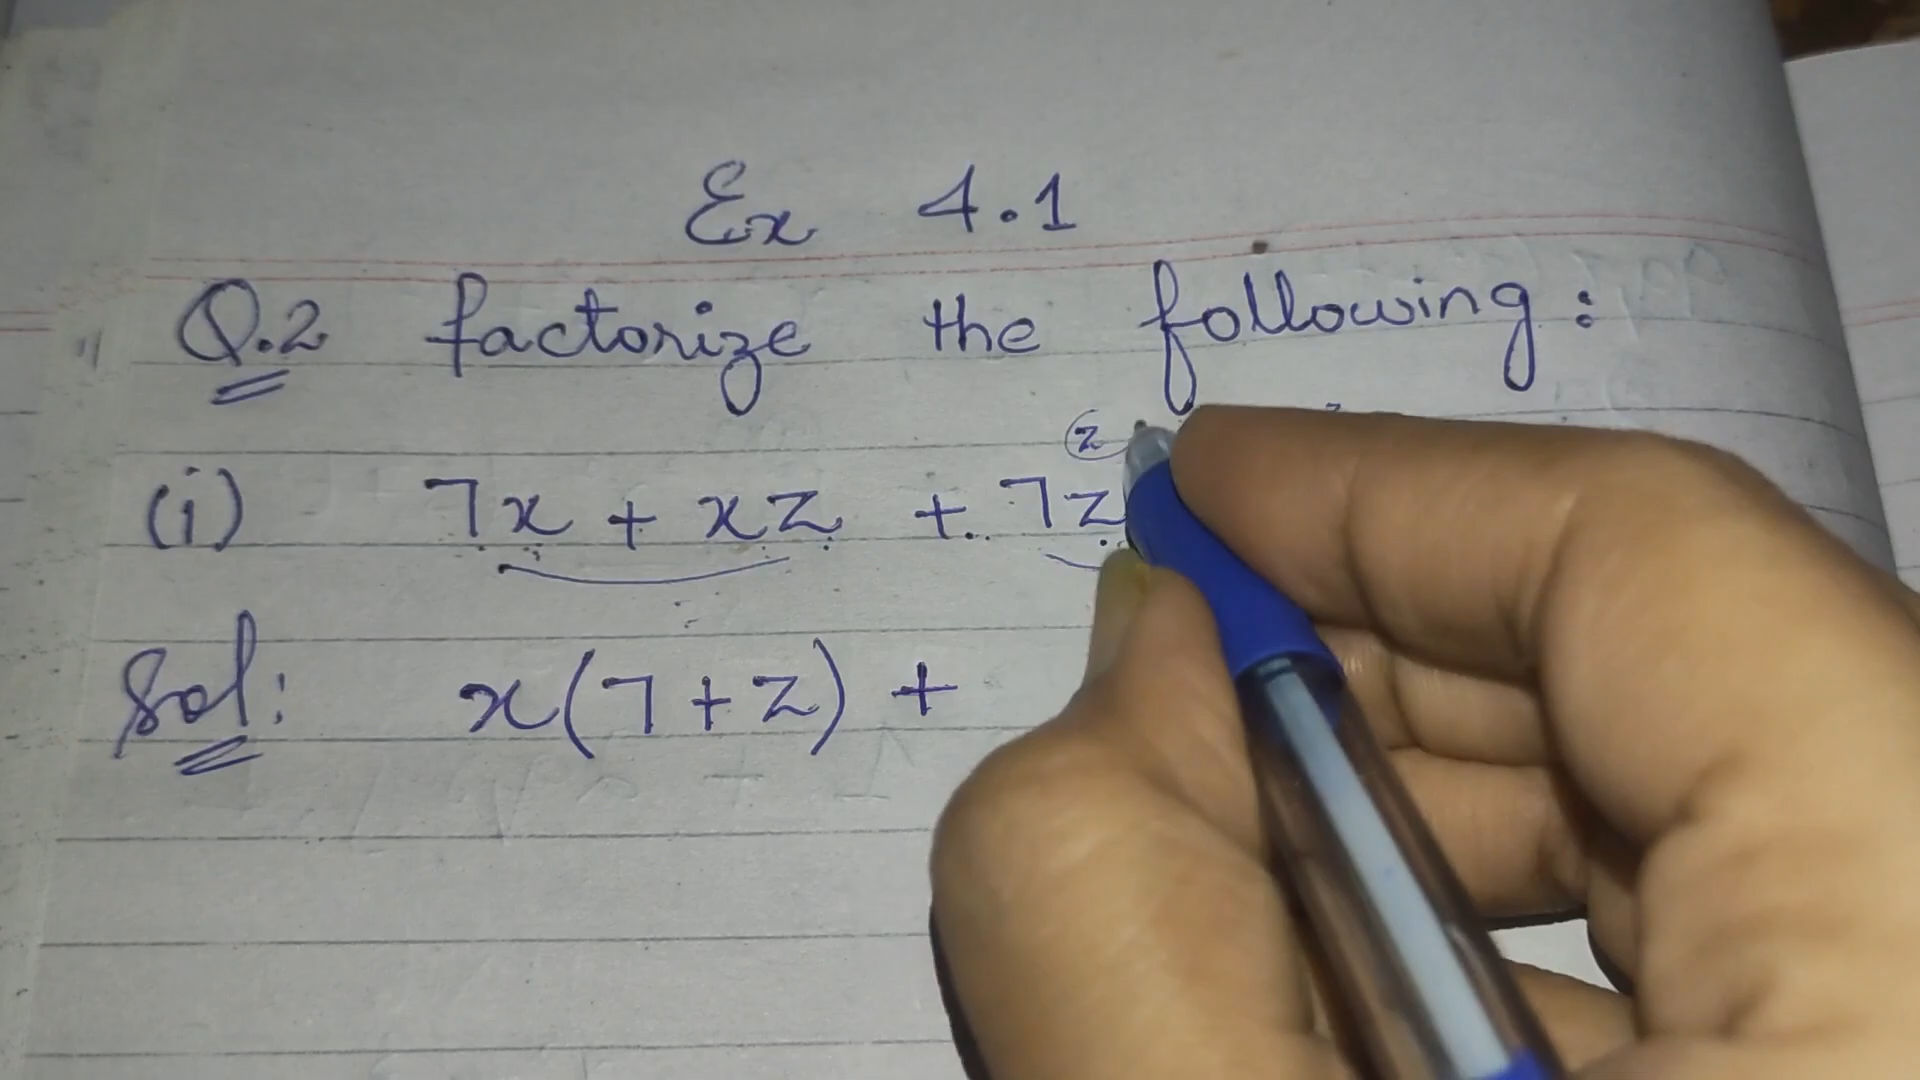 Ex 4.1
Q.2 factorize the following:
(z)
(i) 7x + xz + 7z
Sol: x(7+z) +